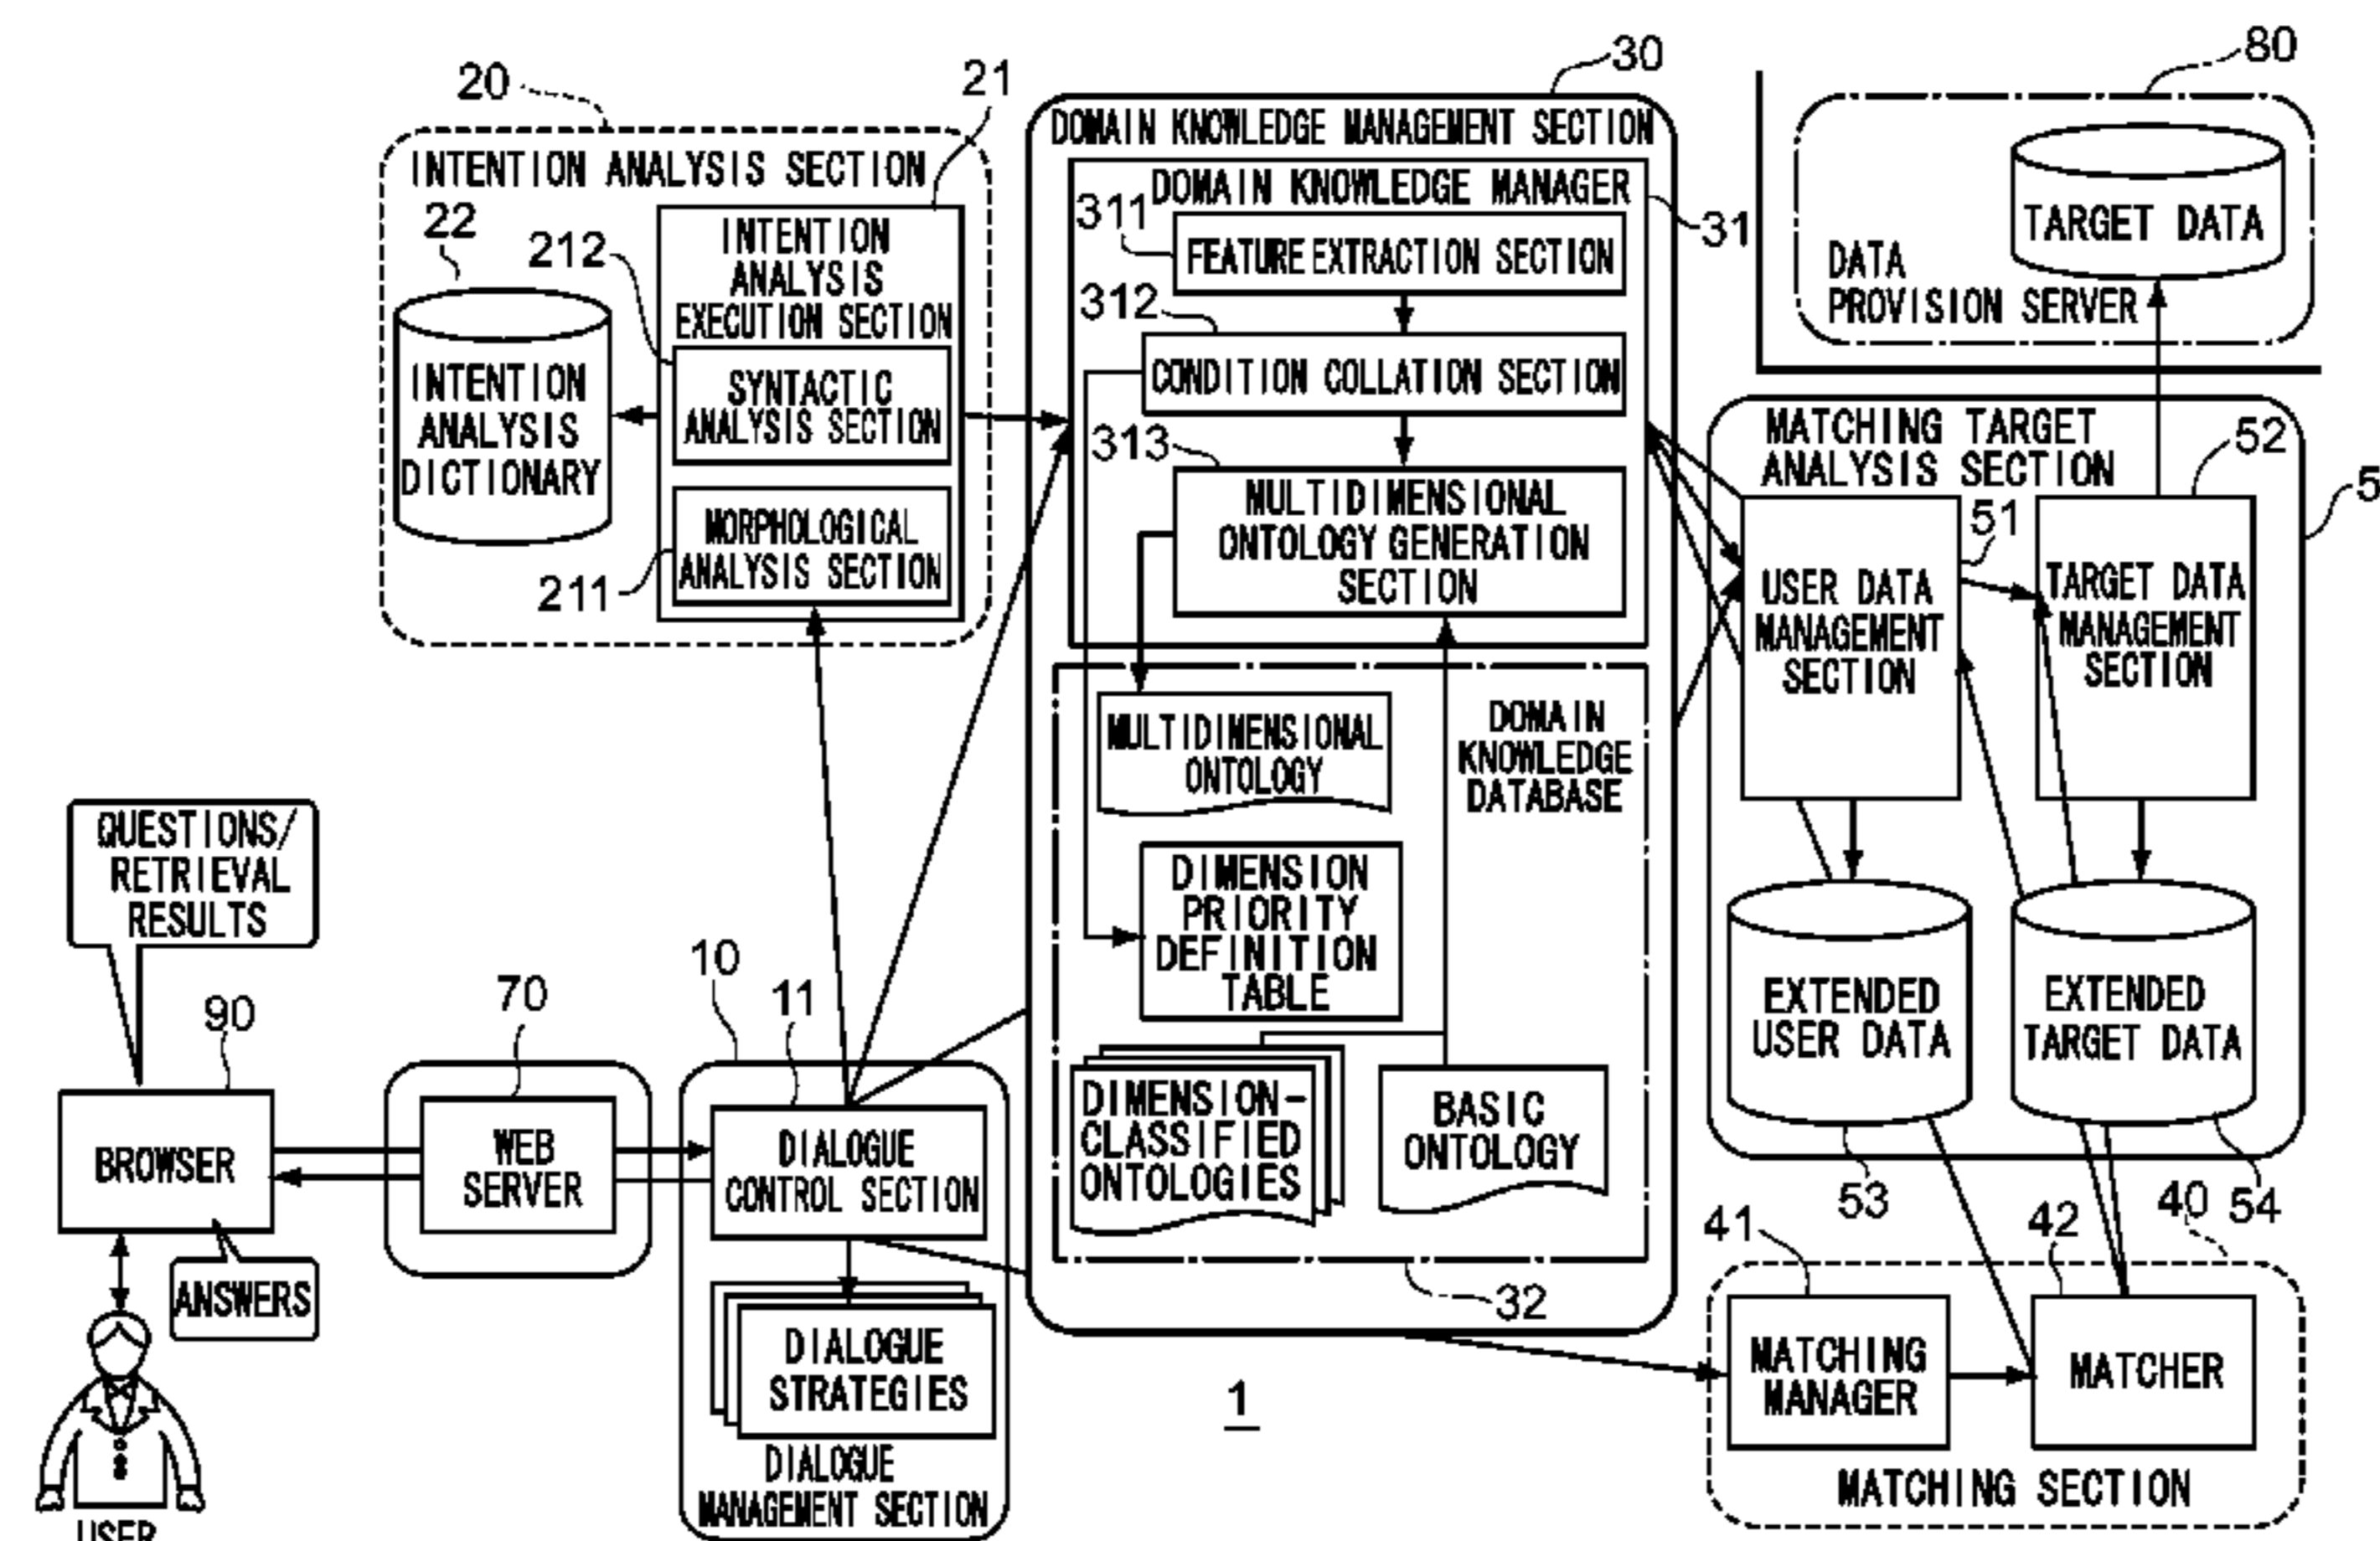 20
INTENTION ANALYSIS SECTION
21
22
212
INTENTION
ANALYSIS
EXECUTION SECTION
INTENTION
ANALYSIS
DICTIONARY
SYNTACTIC
ANALYSIS SECTION
MORPHOLOGICAL
ANALYSIS SECTION
211
30
DOMAIN KNOWLEDGE MANAGEMENT SECTION
DOMAIN KNOWLEDGE MANAGER
31
311
FEATURE EXTRACTION SECTION
312
CONDITION COLLATION SECTION
313
MULTIDIMENSIONAL
ONTOLOGY GENERATION
SECTION
MULTIDIMENSIONAL
ONTOLOGY
DOMAIN
KNOWLEDGE
DATABASE
DIMENSION
PRIORITY
DEFINITION
TABLE
DIMENSION-
CLASSIFIED
ONTOLOGIES
BASIC
ONTOLOGY
32
80
TARGET DATA
DATA
PROVISION SERVER
MATCHING TARGET
ANALYSIS SECTION
52
5
51
USER DATA
MANAGEMENT
SECTION
TARGET DATA
MANAGEMENT
SECTION
EXTENDED
USER DATA
EXTENDED
TARGET DATA
53
54
QUESTIONS/
RETRIEVAL
RESULTS
90
BROWSER
ANSWERS
USER
70
WEB
SERVER
10
11
DIALOGUE
CONTROL SECTION
DIALOGUE
STRATEGIES
DIALOGUE
MANAGEMENT SECTION
1
41
42
40
MATCHING
MANAGER
MATCHER
MATCHING SECTION